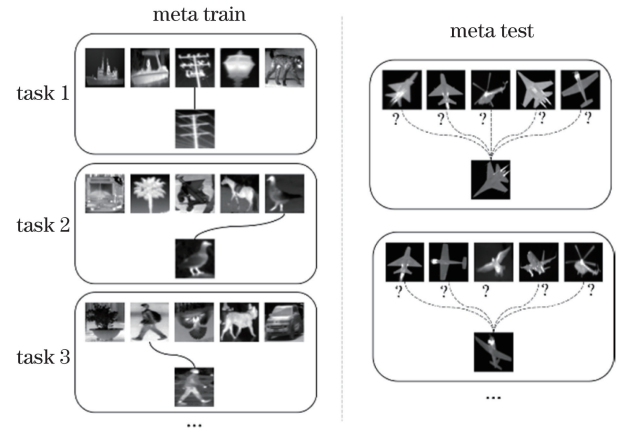 meta train
task 1
task 2
task 3
...
meta test
? ? ? ? ?
? ? ? ? ?
...